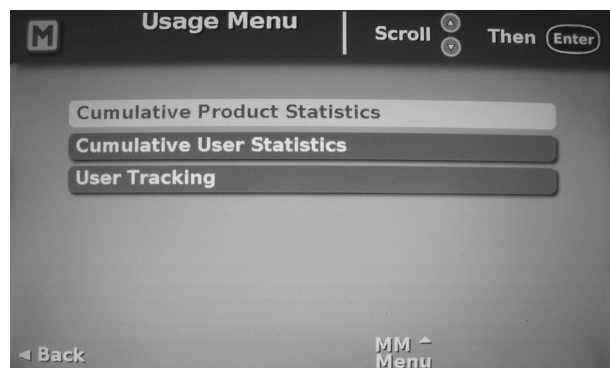 M
Usage Menu
Scroll
Then Enter
Cumulative Product Statistics
Cumulative User Statistics
User Tracking
Back
MM
Menu